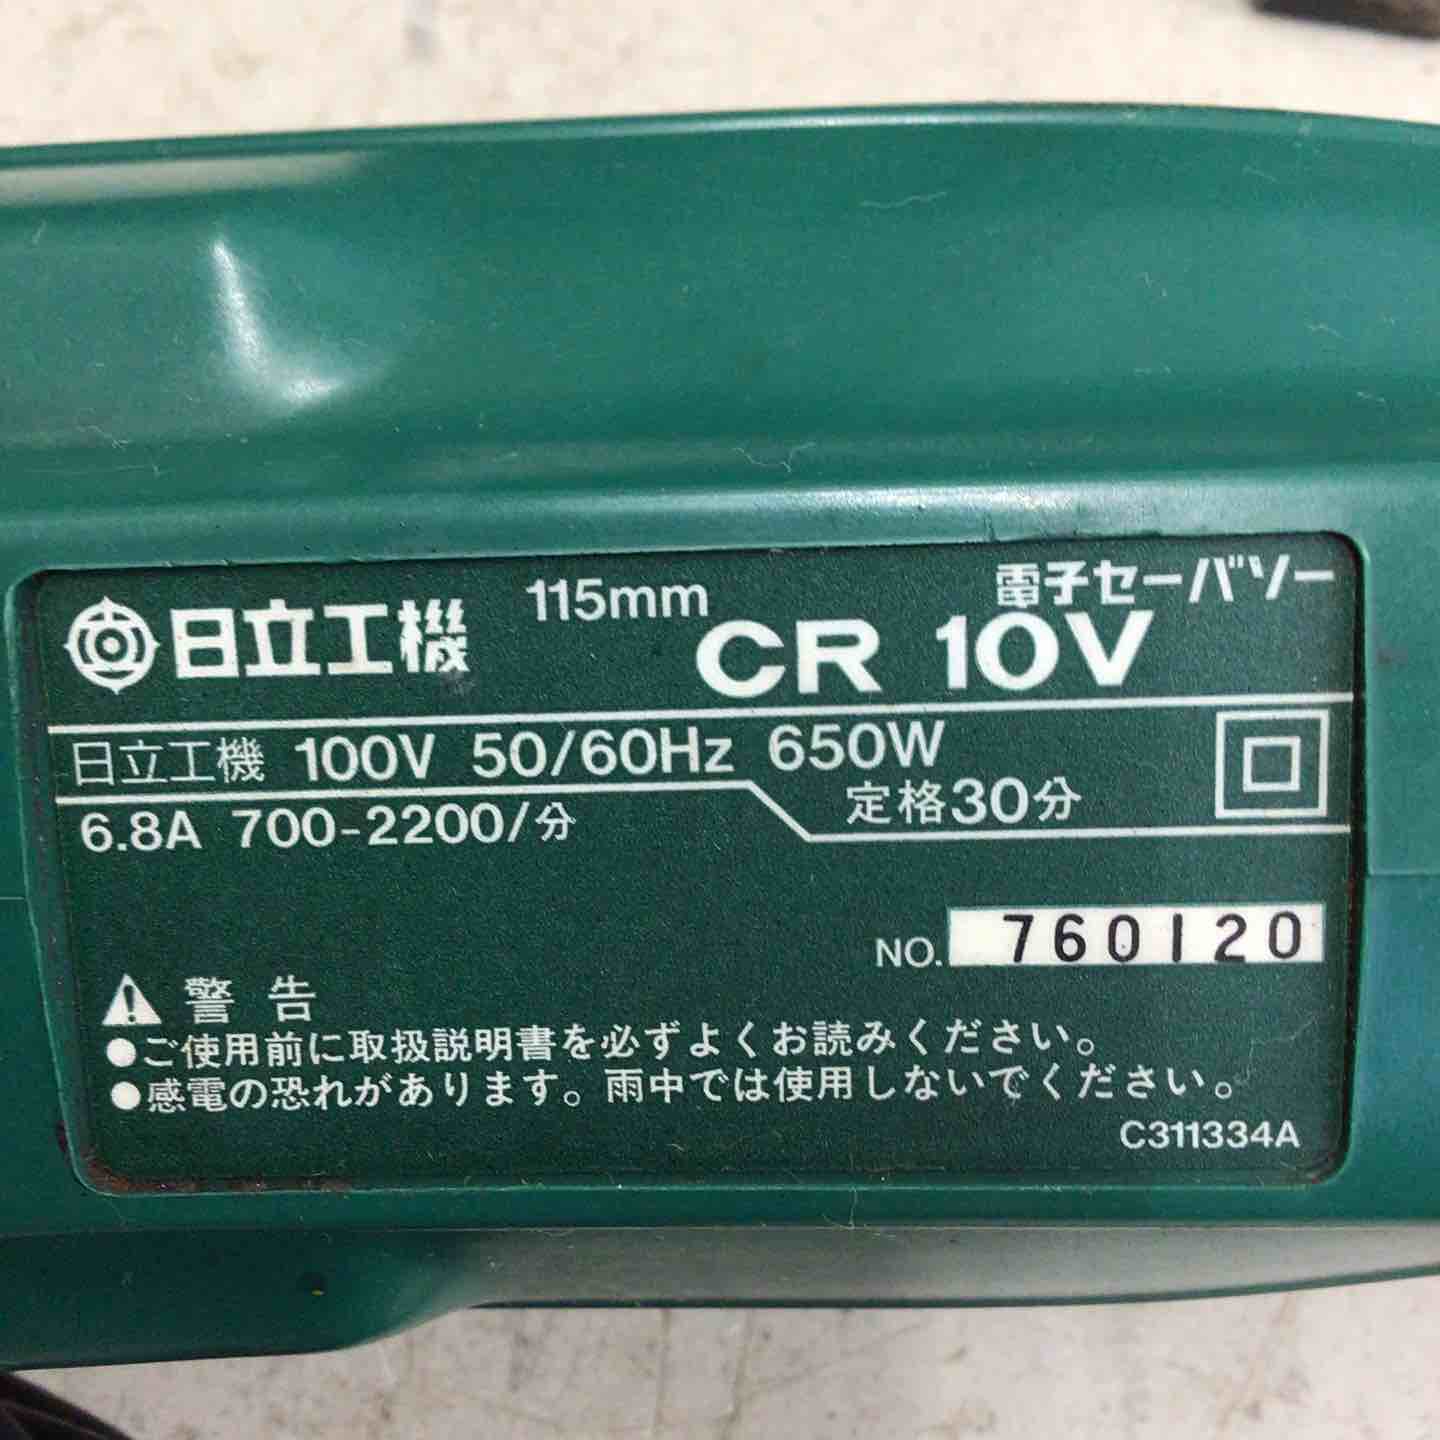 日立工機 115mm 電子セーバソー
CR 10V
日立工機 100V 50/60Hz 650W
定格30分
6.8A 700-2200/分
NO. 760120
警告
●ご使用前に取扱説明書を必ずよくお読みください。
●感電の恐れがあります。雨中では使用しないでください。
C311334A